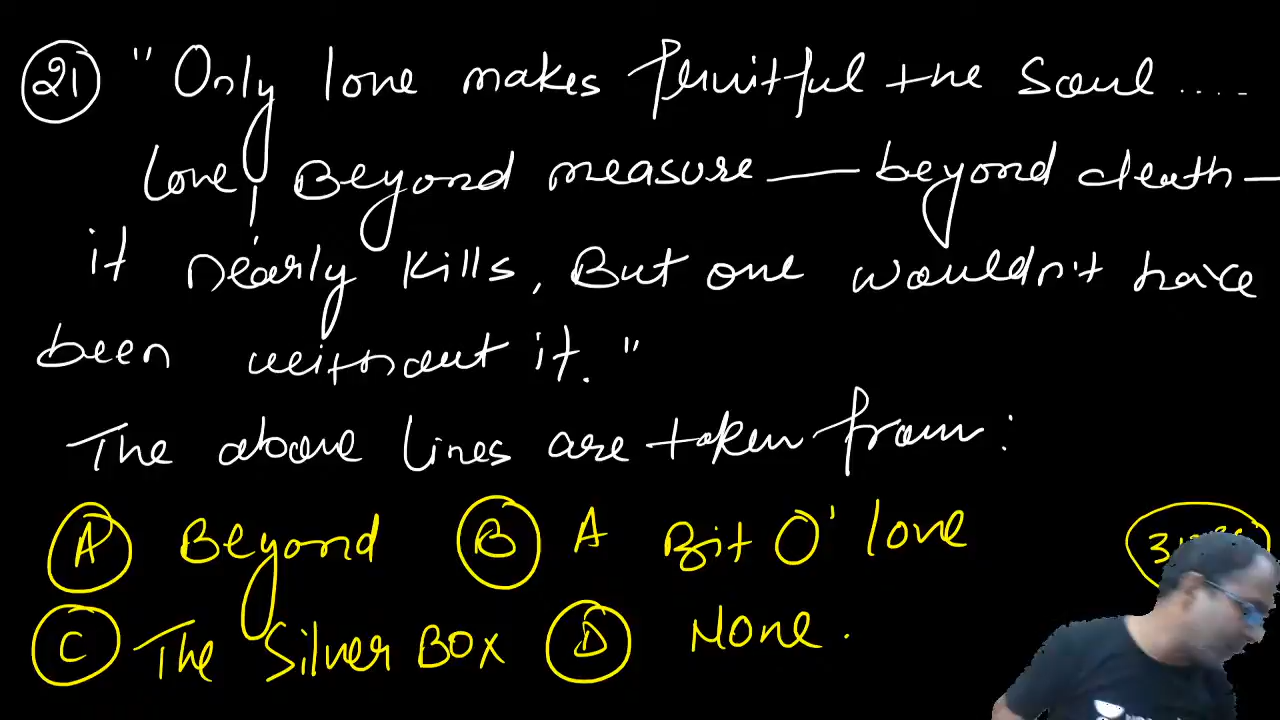 21 "Only love makes fruitful the soul....
love, Beyond measure — beyond death —
it nearly kills, But one wouldn't have
been without it."
The above lines are taken from:
A Beyond B A Bit O' love
C The Silver BOX D None.